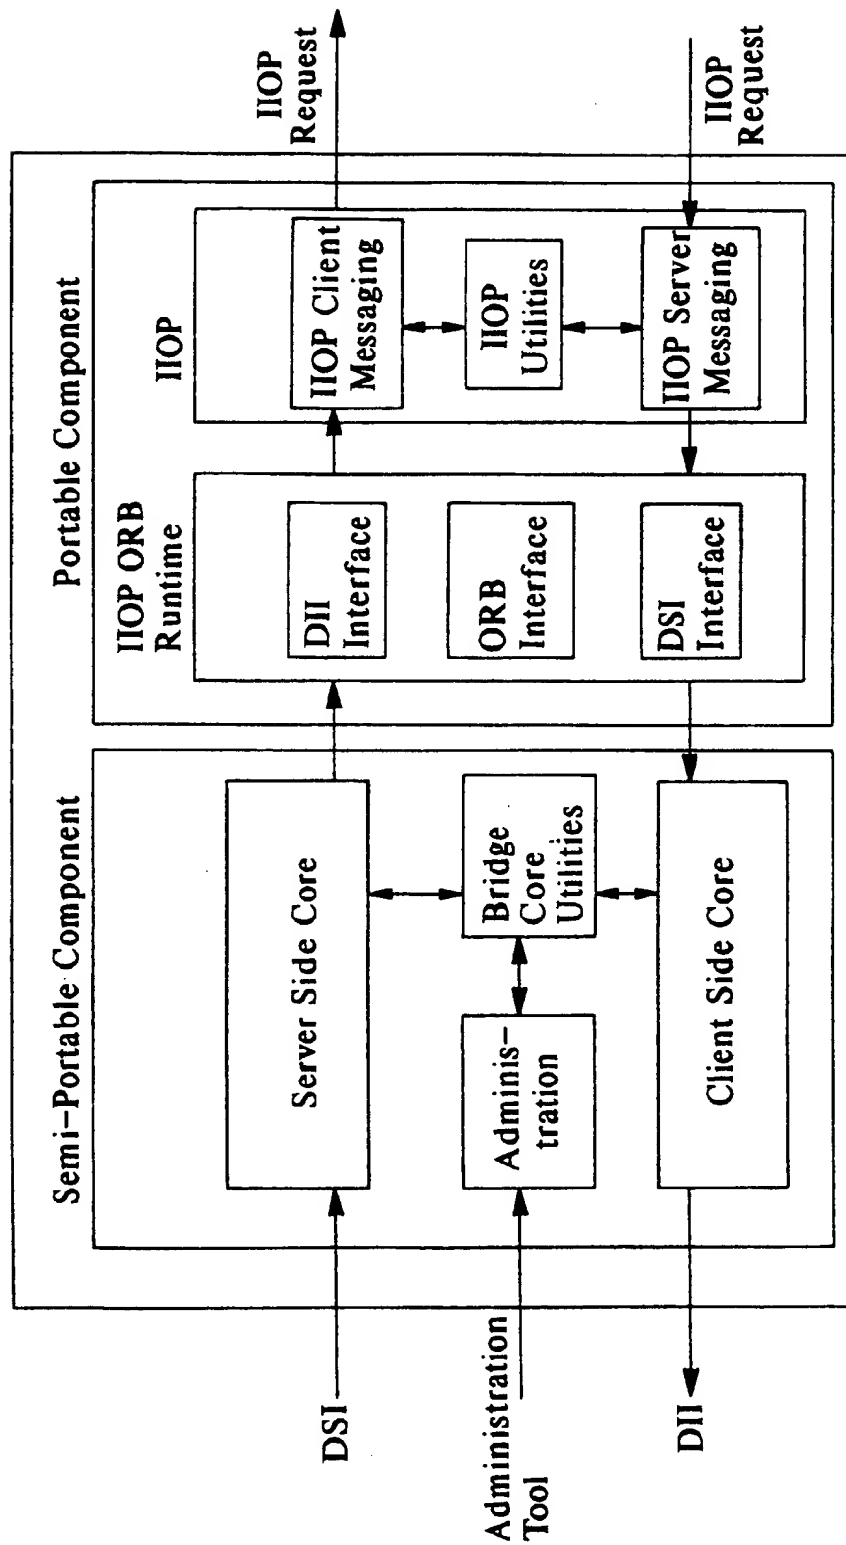 Semi-Portable Component
Portable Component
IIOP ORB
Runtime
IIOP
DSI
Server Side Core
DII
Interface
IIOP Client
Messaging
IIOP
Request
Administration
Tool
Adminis-
tration
Bridge
Core
Utilities
ORB
Interface
IIOP
Utilities
DII
Client Side Core
DSI
Interface
IIOP Server
Messaging
IIOP
Request